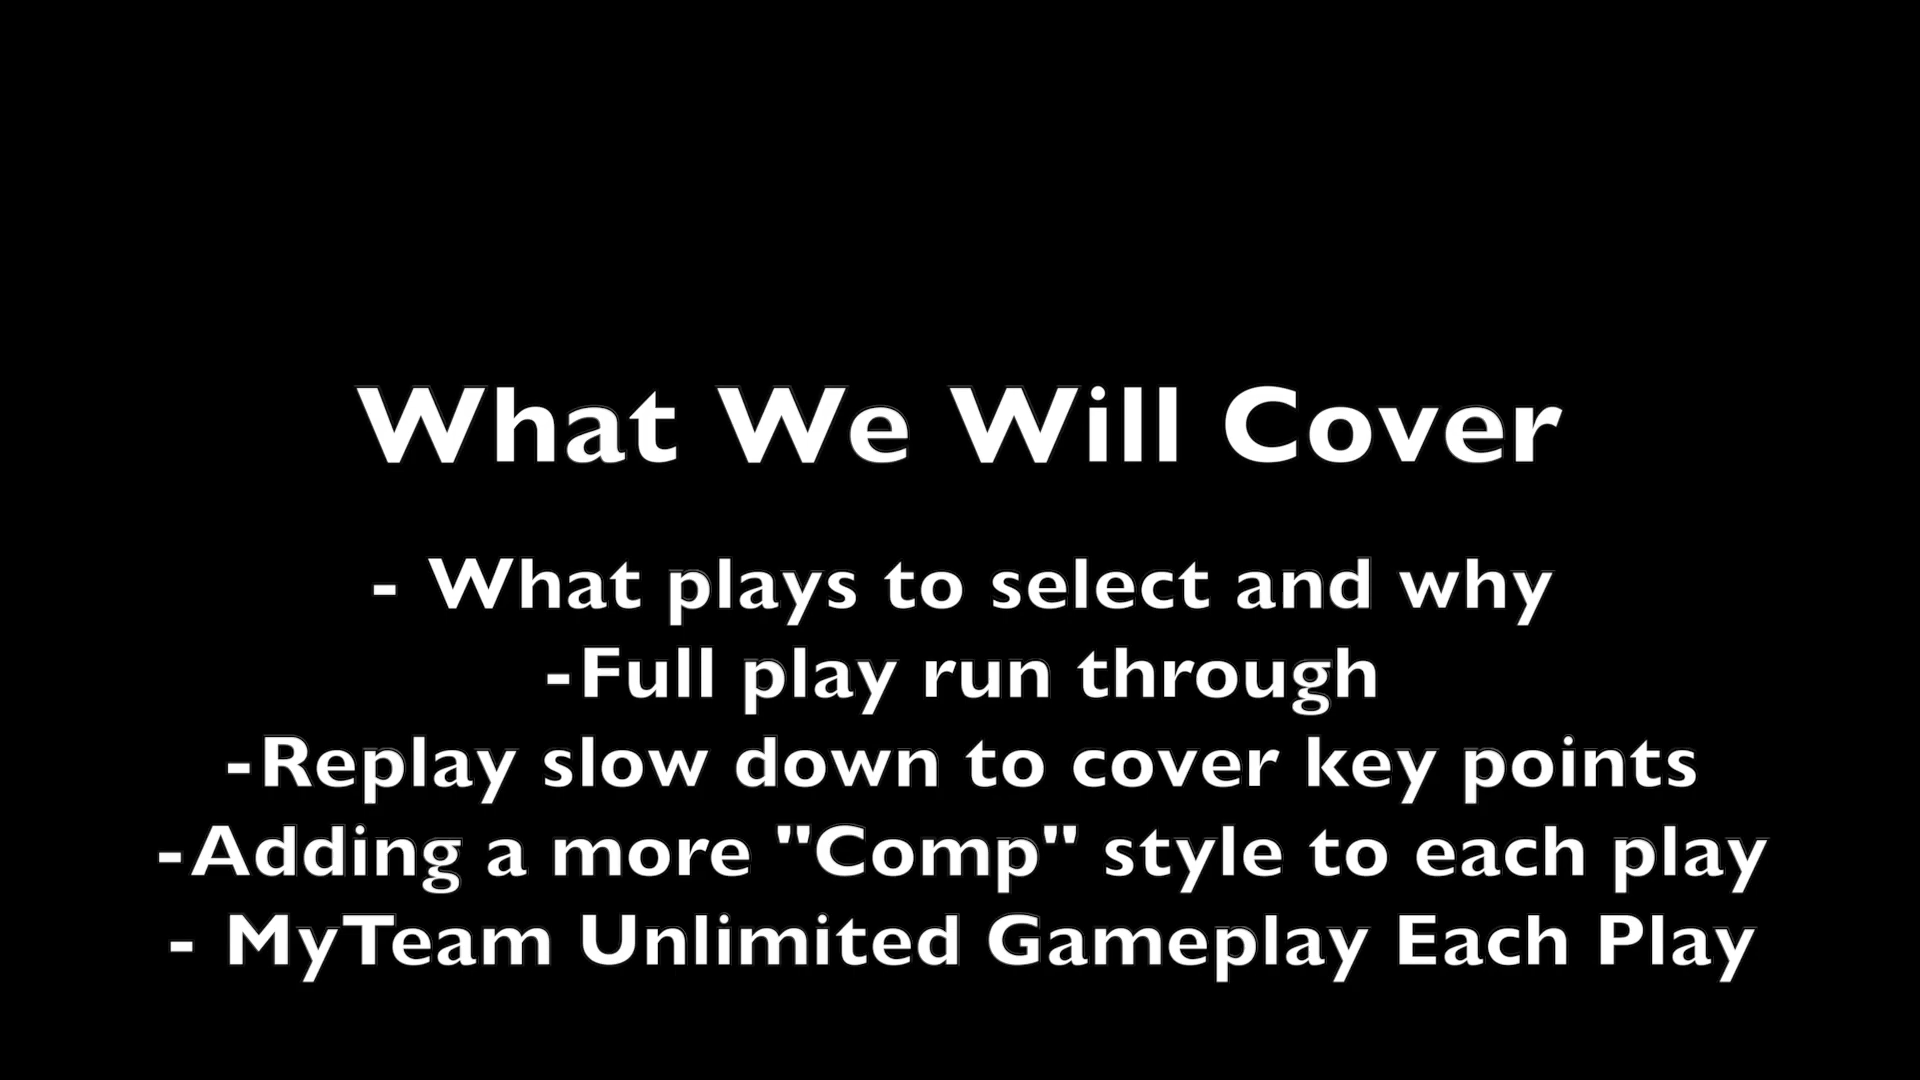 What We Will Cover
- What plays to select and why
-Full play run through
-Replay slow down to cover key points
-Adding a more "Comp" style to each play
- MyTeam Unlimited Gameplay Each Play